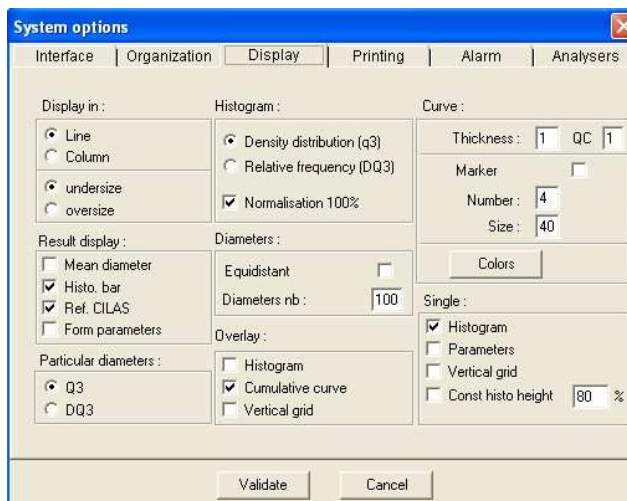 System options
Interface
Organization
Display
Printing
Alarm
Analysers
Display in :
Line
Column
undersize
oversize
Result display :
Mean diameter
Histo. bar
Ref. CILAS
Form parameters
Particular diameters :
Q3
DQ3
Histogram :
Density distribution (q3)
Relative frequency (DQ3)
Normalisation 100%
Diameters :
Equidistant
Diameters nb : 100
Overlay :
Histogram
Cumulative curve
Vertical grid
Curve :
Thickness : 1 QC 1
Marker
Number : 4
Size : 40
Colors
Single :
Histogram
Parameters
Vertical grid
Const histo height 80 %
Validate
Cancel